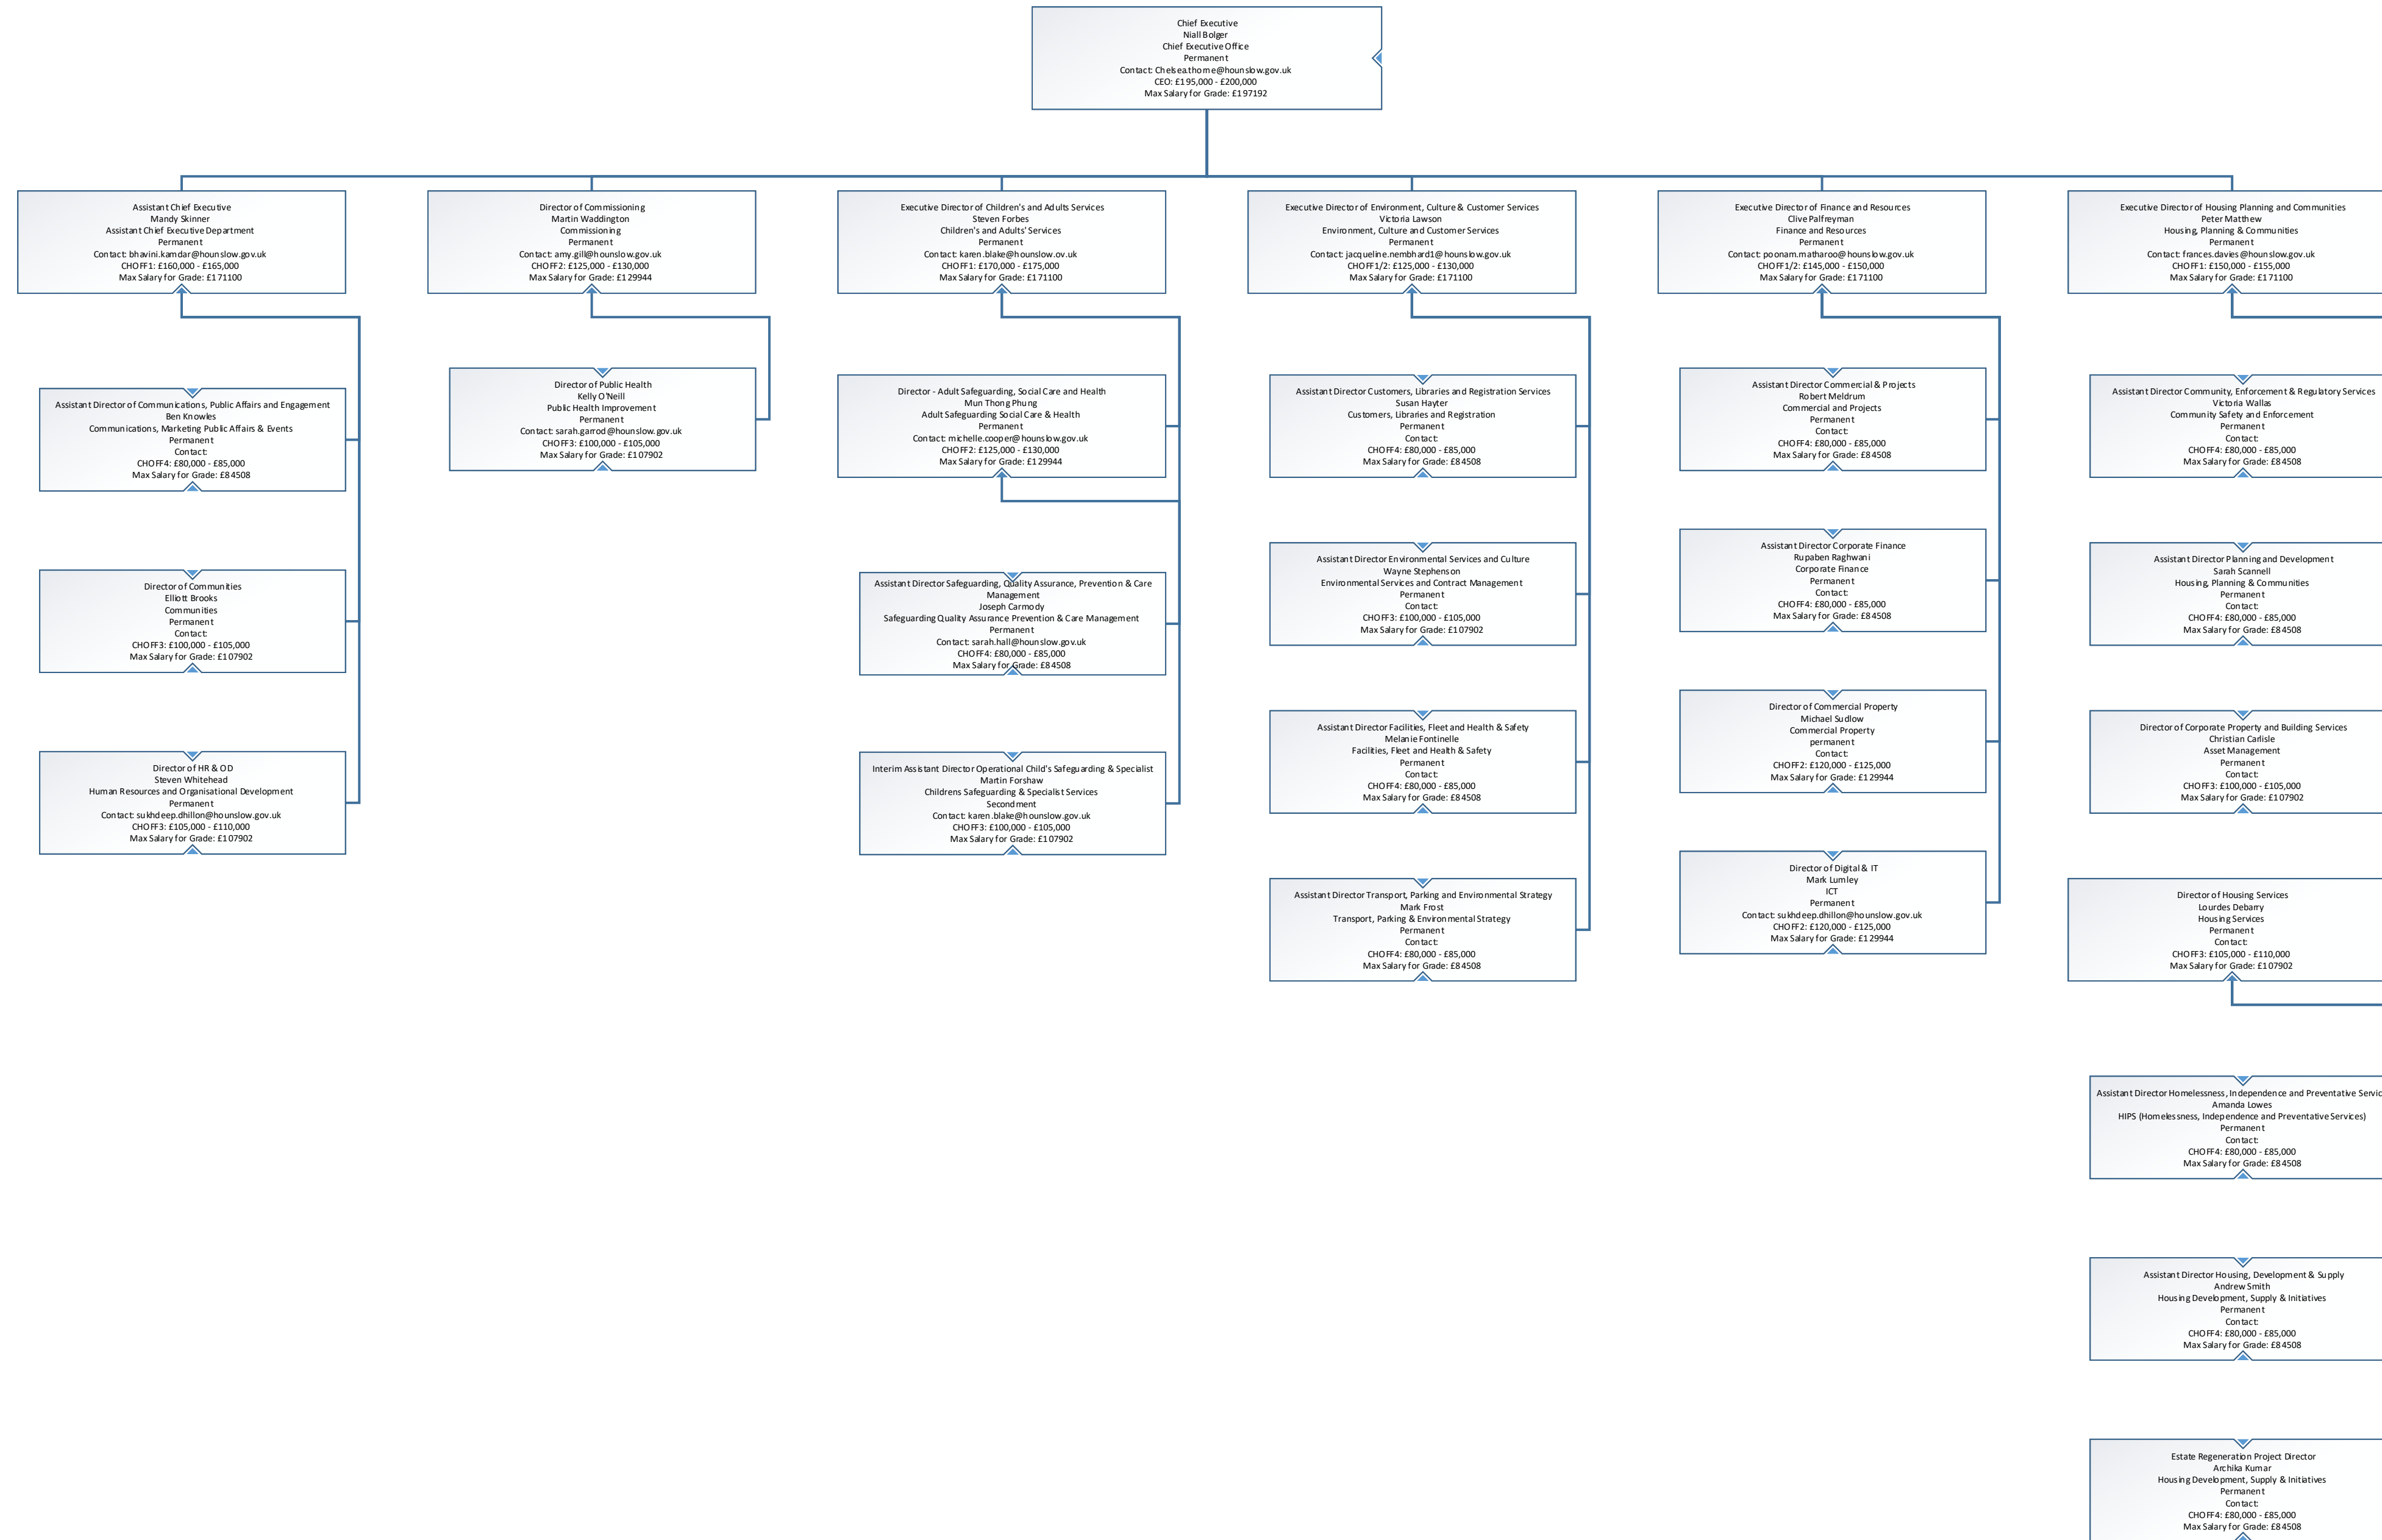 Chief Executive
Niall Bolger
Chief Executive Office
Permanent
Contact: Chelsea.thorne@hounslow.gov.uk
CEO: £195,000 - £200,000
Max Salary for Grade: £197192
Assistant Chief Executive
Mandy Skinner
Assistant Chief Executive Department
Permanent
Contact: bhavini.kamdar@hounslow.gov.uk
CHOFF1: £160,000 - £165,000
Max Salary for Grade: £171100
Director of Commissioning
Martin Waddington
Commissioning
Permanent
Contact: amy.gill@hounslow.gov.uk
CHOFF2: £125,000 - £130,000
Max Salary for Grade: £129944
Executive Director of Children's and Adults Services
Steven Forbes
Children's and Adults' Services
Permanent
Contact: karen.blake@hounslow.ov.uk
CHOFF1: £170,000 - £175,000
Max Salary for Grade: £171100
Executive Director of Environment, Culture & Customer Services
Victoria Lawson
Environment, Culture and Customer Services
Permanent
Contact: jacqueline.nembhard1@hounslow.gov.uk
CHOFF1/2: £125,000 - £130,000
Max Salary for Grade: £171100
Executive Director of Finance and Resources
Clive Palfreyman
Finance and Resources
Permanent
Contact: poonam.matharoo@hounslow.gov.uk
CHOFF1/2: £145,000 - £150,000
Max Salary for Grade: £171100
Executive Director of Housing Planning and Communities
Peter Matthew
Housing, Planning & Communities
Permanent
Contact: frances.davies@hounslow.gov.uk
CHOFF1: £150,000 - £155,000
Max Salary for Grade: £171100
Assistant Director of Communications, Public Affairs and Engagement
Ben Knowles
Communications, Marketing Public Affairs & Events
Permanent
Contact:
CHOFF4: £80,000 - £85,000
Max Salary for Grade: £84508
Director of Communities
Elliott Brooks
Communities
Permanent
Contact:
CHOFF3: £100,000 - £105,000
Max Salary for Grade: £107902
Director of HR & OD
Steven Whitehead
Human Resources and Organisational Development
Permanent
Contact: sukhdeep.dhillon@hounslow.gov.uk
CHOFF3: £105,000 - £110,000
Max Salary for Grade: £107902
Director of Public Health
Kelly O'Neill
Public Health Improvement
Permanent
Contact: sarah.garrod@hounslow.gov.uk
CHOFF3: £100,000 - £105,000
Max Salary for Grade: £107902
Director - Adult Safeguarding, Social Care and Health
Mun Thong Phung
Adult Safeguarding Social Care & Health
Permanent
Contact: michelle.cooper@hounslow.gov.uk
CHOFF2: £125,000 - £130,000
Max Salary for Grade: £129944
Assistant Director Safeguarding, Quality Assurance, Prevention & Care
Management
Joseph Carmody
Safeguarding Quality Assurance Prevention & Care Management
Permanent
Contact: sarah.hall@hounslow.gov.uk
CHOFF4: £80,000 - £85,000
Max Salary for Grade: £84508
Interim Assistant Director Operational Child's Safeguarding & Specialist
Martin Forshaw
Childrens Safeguarding & Specialist Services
Secondment
Contact: karen.blake@hounslow.gov.uk
CHOFF3: £100,000 - £105,000
Max Salary for Grade: £107902
Assistant Director Customers, Libraries and Registration Services
Susan Hayter
Customers, Libraries and Registration
Permanent
Contact:
CHOFF4: £80,000 - £85,000
Max Salary for Grade: £84508
Assistant Director Environmental Services and Culture
Wayne Stephenson
Environmental Services and Contract Management
Permanent
Contact:
CHOFF3: £100,000 - £105,000
Max Salary for Grade: £107902
Assistant Director Facilities, Fleet and Health & Safety
Melanie Fontinelle
Facilities, Fleet and Health & Safety
Permanent
Contact:
CHOFF4: £80,000 - £85,000
Max Salary for Grade: £84508
Assistant Director Transport, Parking and Environmental Strategy
Mark Frost
Transport, Parking & Environmental Strategy
Permanent
Contact:
CHOFF4: £80,000 - £85,000
Max Salary for Grade: £84508
Assistant Director Commercial & Projects
Robert Meldrum
Commercial and Projects
Permanent
Contact:
CHOFF4: £80,000 - £85,000
Max Salary for Grade: £84508
Assistant Director Corporate Finance
Rupaben Raghwani
Corporate Finance
Permanent
Contact:
CHOFF4: £80,000 - £85,000
Max Salary for Grade: £84508
Director of Commercial Property
Michael Sudlow
Commercial Property
permanent
Contact:
CHOFF2: £120,000 - £125,000
Max Salary for Grade: £129944
Director of Digital & IT
Mark Lumley
ICT
Permanent
Contact: sukhdeep.dhillon@hounslow.gov.uk
CHOFF2: £120,000 - £125,000
Max Salary for Grade: £129944
Assistant Director Community, Enforcement & Regulatory Services
Victoria Wallas
Community Safety and Enforcement
Permanent
Contact:
CHOFF4: £80,000 - £85,000
Max Salary for Grade: £84508
Assistant Director Planning and Development
Sarah Scannell
Housing, Planning & Communities
Permanent
Contact:
CHOFF4: £80,000 - £85,000
Max Salary for Grade: £84508
Director of Corporate Property and Building Services
Christian Carlisle
Asset Management
Permanent
Contact:
CHOFF3: £100,000 - £105,000
Max Salary for Grade: £107902
Director of Housing Services
Lourdes Debarry
Housing Services
Permanent
Contact:
CHOFF3: £105,000 - £110,000
Max Salary for Grade: £107902
Assistant Director Homelessness, Independence and Preventative Servic
Amanda Lowes
HIPS (Homelessness, Independence and Preventative Services)
Permanent
Contact:
CHOFF4: £80,000 - £85,000
Max Salary for Grade: £84508
Assistant Director Housing, Development & Supply
Andrew Smith
Housing Development, Supply & Initiatives
Permanent
Contact:
CHOFF4: £80,000 - £85,000
Max Salary for Grade: £84508
Estate Regeneration Project Director
Archika Kumar
Housing Development, Supply & Initiatives
Permanent
Contact:
CHOFF4: £80,000 - £85,000
Max Salary for Grade: £84508